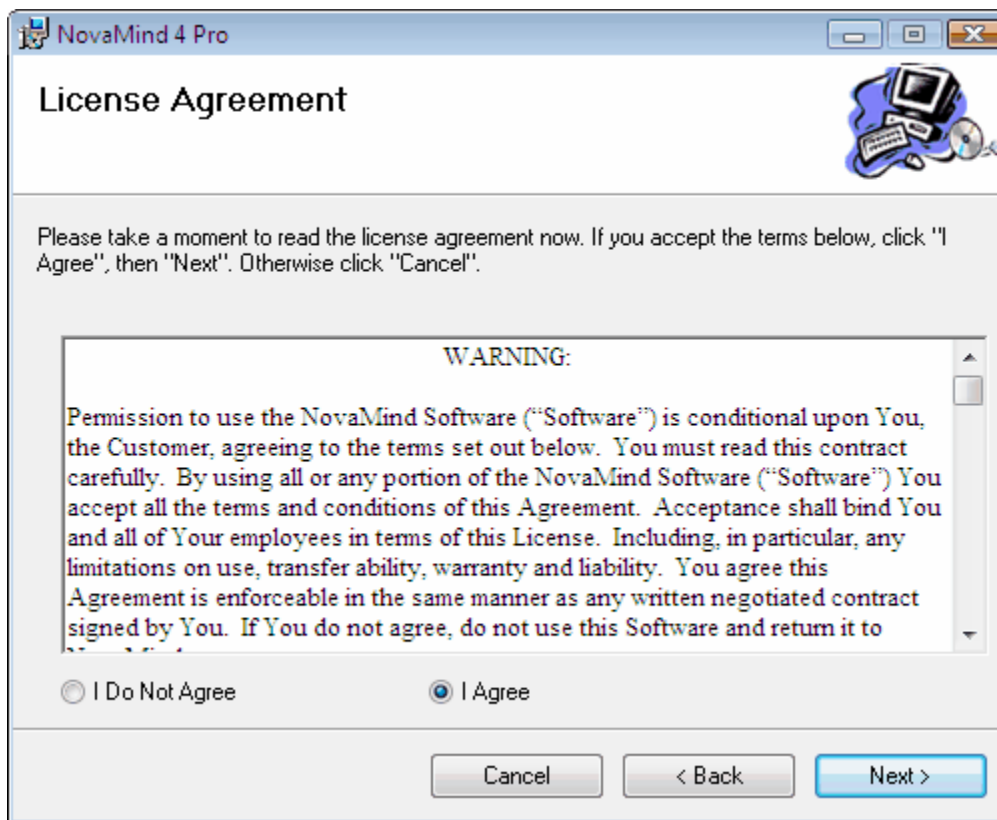 NovaMind 4 Pro
License Agreement
Please take a moment to read the license agreement now. If you accept the terms below, click "I
Agree", then "Next". Otherwise click "Cancel".
WARNING:
Permission to use the NovaMind Software (“Software”) is conditional upon You,
the Customer, agreeing to the terms set out below.  You must read this contract
carefully.  By using all or any portion of the NovaMind Software (“Software”) You
accept all the terms and conditions of this Agreement.  Acceptance shall bind You
and all of Your employees in terms of this License.  Including, in particular, any
limitations on use, transfer ability, warranty and liability.  You agree this
Agreement is enforceable in the same manner as any written negotiated contract
signed by You.  If You do not agree, do not use this Software and return it to
I Do Not Agree
I Agree
Cancel
< Back
Next >